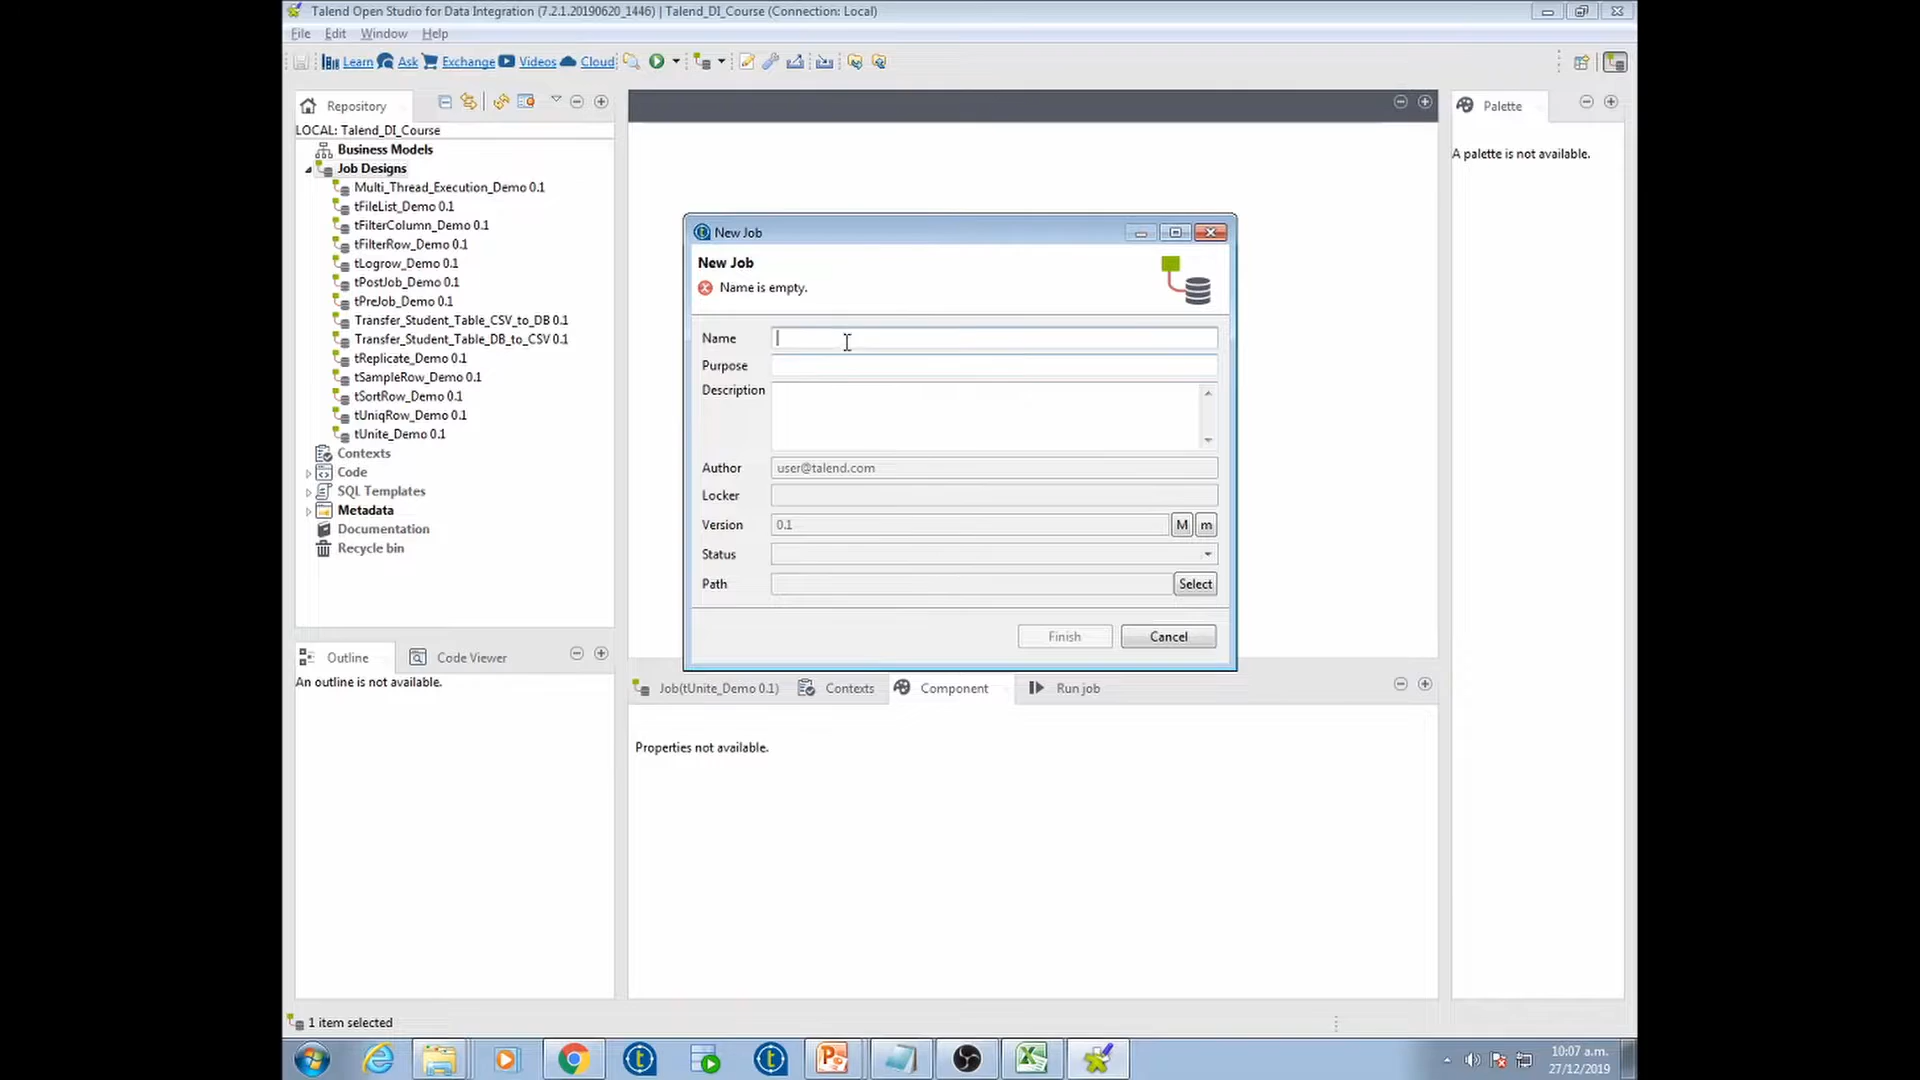 Talend Open Studio for Data Integration (7.2.1.20190620_1446) | Talend_DI_Course (Connection: Local)
File Edit Window Help
Learn Ask Exchange Videos Cloud
Repository
LOCAL: Talend_DI_Course
Business Models
Job Designs
Multi_Thread_Execution_Demo 0.1
tFileList_Demo 0.1
tFilterColumn_Demo 0.1
tFilterRow_Demo 0.1
tLogrow_Demo 0.1
tPostJob_Demo 0.1
tPreJob_Demo 0.1
Transfer_Student_Table_CSV_to_DB 0.1
Transfer_Student_Table_DB_to_CSV 0.1
tReplicate_Demo 0.1
tSampleRow_Demo 0.1
tSortRow_Demo 0.1
tUniqRow_Demo 0.1
tUnite_Demo 0.1
Contexts
Code
SQL Templates
Metadata
Documentation
Recycle bin
Outline Code Viewer
An outline is not available.
New Job
New Job
Name is empty.
Name
Purpose
Description
Author user@talend.com
Locker
Version 0.1 M m
Status
Path Select
Finish Cancel
Palette
A palette is not available.
Job(tUnite_Demo 0.1) Contexts Component Run job
Properties not available.
1 item selected
10:07 a.m.
27/12/2019